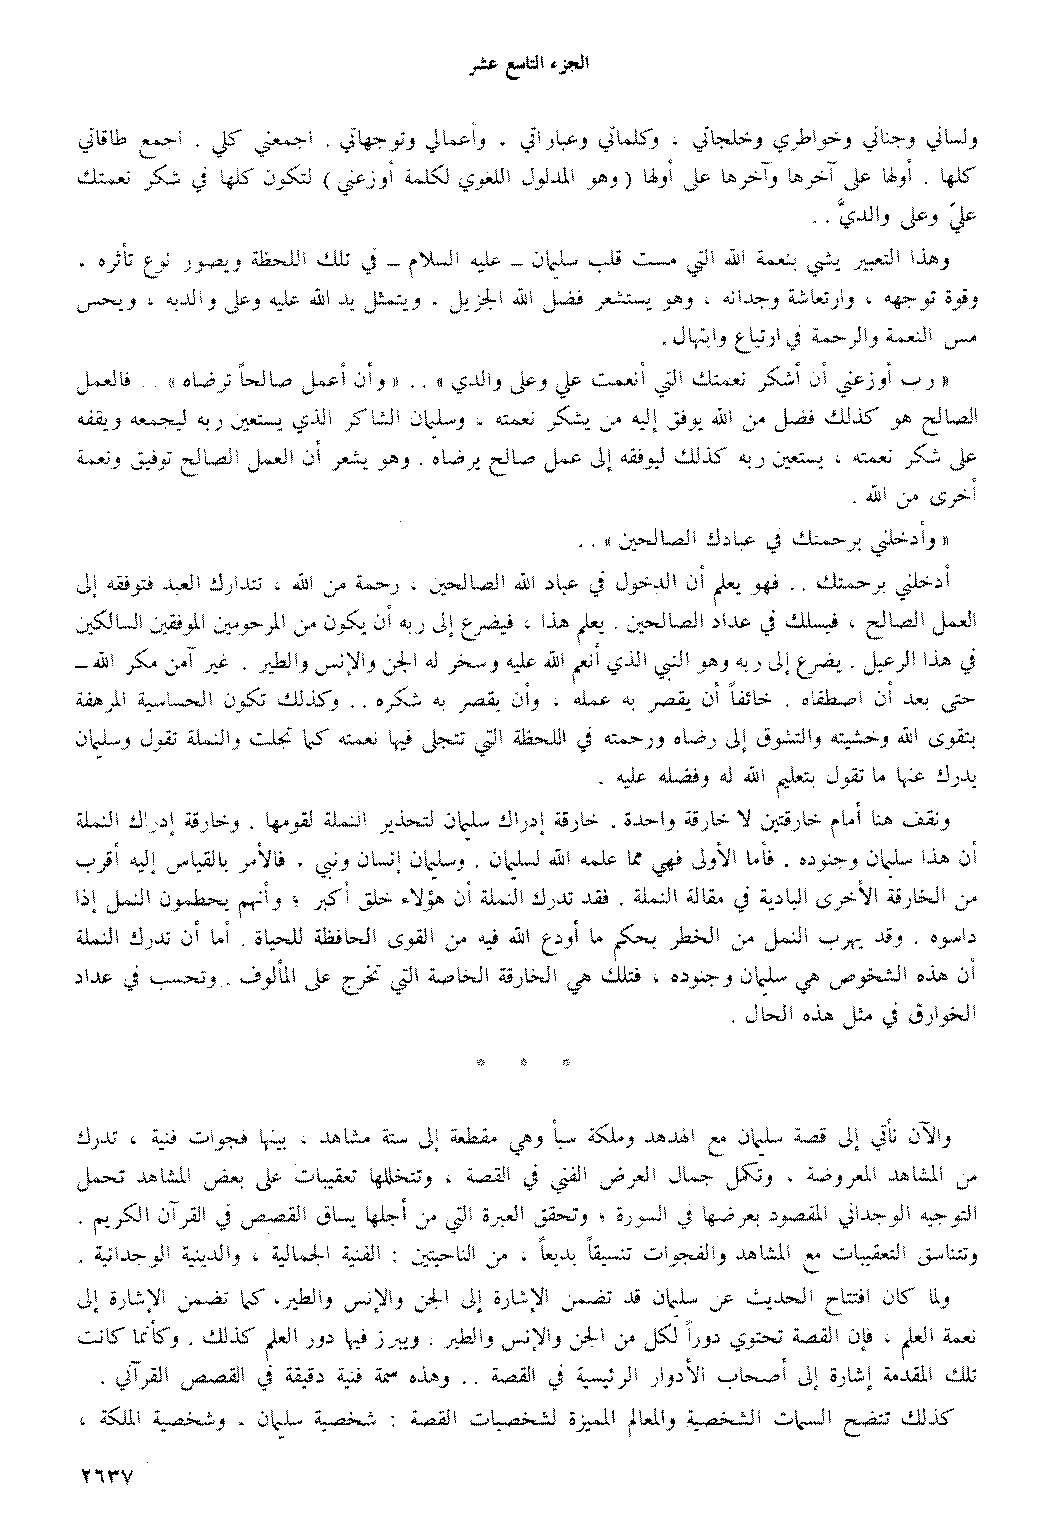 الجزء التاسع عشر
ولساني وجناني وخواطري وخلجاتي ، وكلماتي وعباراتي ، وأعمالي وتوجهاتي . اجمعني كلي . اجمع طاقاتي
كلها . أولها على آخرها وآخرها على أولها ( وهو المدلول اللغوي لكلمة أوزعني ) لتكون كلها في شكر نعمتك
عليّ وعلى والديَّ . .
وهذا التعبير يشي بنعمة الله التي مست قلب سليمان – عليه السلام – في تلك اللحظة ويصور نوع تأثره .
وقوة توجهه ، وارتعاشة وجدانه ، وهو يستشعر فضل الله الجزيل . ويتمثل يد الله عليه وعلى والديه ، ويحس
مس النعمة والرحمة في ارتياع وابتهال .
« رب أوزعني أن أشكر نعمتك التي أنعمت علي وعلى والدي » . . « وأن أعمل صالحاً ترضاه » . . فالعمل
الصالح هو كذلك فضل من الله يوفق إليه من يشكر نعمته ، وسليمان الشاكر الذي يستعين ربه ليجمعه ويقفه
على شكر نعمته ، يستعين ربه كذلك ليوفقه إلى عمل صالح يرضاه . وهو يشعر أن العمل الصالح توفيق ونعمة
أخرى من الله .
« وأدخلني برحمتك في عبادك الصالحين » . .
أدخلني برحمتك . . فهو يعلم أن الدخول في عباد الله الصالحين ، رحمة من الله ، تتدارك العبد فتوفقه إلى
العمل الصالح ، فيسلك في عداد الصالحين . يعلم هذا ، فيضرع إلى ربه أن يكون من المرحومين الموفقين السالكين
في هذا الرعيل . يضرع إلى ربه وهو النبي الذي أنعم الله عليه وسخر له الجن والإنس والطير . غير آمن مكر الله –
حتى بعد أن اصطفاه . خائفاً أن يقصر به عمله ، وأن يقصر به شكره . . وكذلك تكون الحساسية المرهفة
بتقوى الله وخشيته والتشوق إلى رضاه ورحمته في اللحظة التي تتجلى فيها نعمته كما تجلت والنملة تقول وسليمان
يدرك عنها ما تقول بتعليم الله له وفضله عليه .
ونقف هنا أمام خارقتين لا خارقة واحدة . خارقة إدراك سليمان لتحذير النملة لقومها . وخارقة إدراك النملة
أن هذا سليمان وجنوده . فأما الأولى فهي مما علمه الله لسليمان . وسليمان إنسان ونبي ، فالأمر بالقياس إليه أقرب
من الخارقة الأخرى البادية في مقالة النملة . فقد تدرك النملة أن هؤلاء خلق أكبر ، وأنهم يحطمون النمل إذا
داسوه . وقد يهرب النمل من الخطر بحكم ما أودع الله فيه من القوى الحافظة للحياة . أما أن تدرك النملة
أن هذه الشخوص هي سليمان وجنوده ، فتلك هي الخارقة الخاصة التي تخرج على المألوف . وتحسب في عداد
الخوارق في مثل هذه الحال .
* * *
والآن نأتي إلى قصة سليمان مع الهدهد وملكة سبأ وهي مقطعة إلى ستة مشاهد ، بينها فجوات فنية ، تدرك
من المشاهد المعروضة ، وتكمل جمال العرض الفني في القصة ، وتتخللها تعقيبات على بعض المشاهد تحمل
التوجيه الوجداني المقصود بعرضها في السورة ؛ وتحقق العبرة التي من أجلها يساق القصص في القرآن الكريم .
وتتناسق التعقيبات مع المشاهد والفجوات تنسيقاً بديعاً ، من الناحيتين : الفنية الجمالية ، والدينية الوجدانية .
ولما كان افتتاح الحديث عن سليمان قد تضمن الإشارة إلى الجن والإنس والطير، كما تضمن الإشارة إلى
نعمة العلم ، فإن القصة تحتوي دوراً لكل من الجن والإنس والطير . ويبرز فيها دور العلم كذلك . وكأنما كانت
تلك المقدمة إشارة إلى أصحاب الأدوار الرئيسية في القصة . . وهذه سمة فنية دقيقة في القصص القرآني .
كذلك تتضح السمات الشخصية والمعالم المميزة لشخصيات القصة : شخصية سليمان ، وشخصية الملكة ،
٢٦٣٧